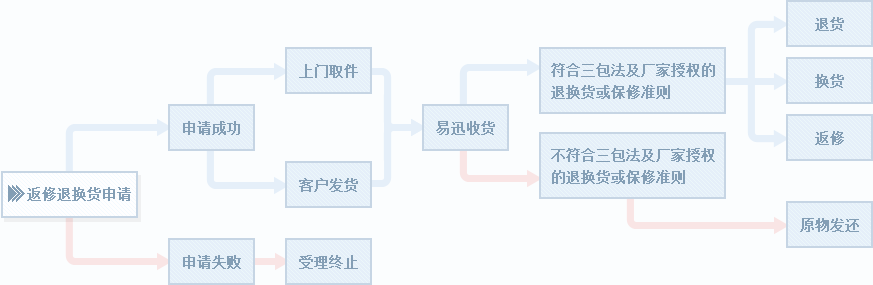 退货
上门取件
符合三包法及厂家授权的
退换货或保修准则
换货
申请成功
易迅收货
返修
客户发货
不符合三包法及厂家授权
的退换货或保修准则
返修退换货申请
原物发还
申请失败
受理终止